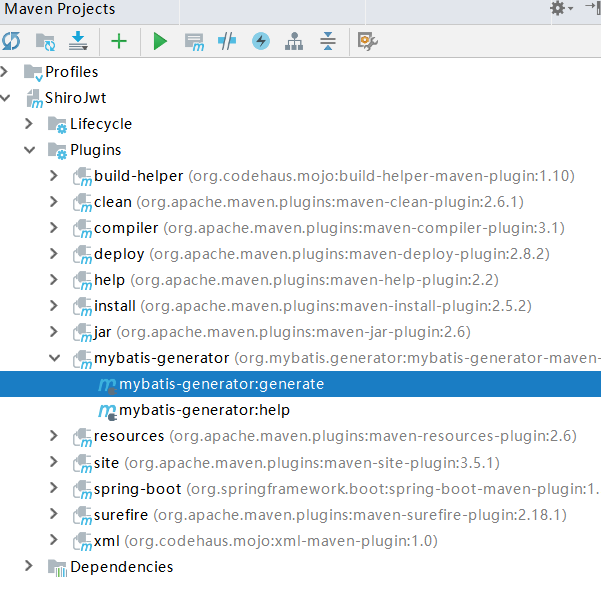 Maven Projects
Profiles
ShiroJwt
Lifecycle
Plugins
build-helper (org.codehaus.mojo:build-helper-maven-plugin:1.10)
clean (org.apache.maven.plugins:maven-clean-plugin:2.6.1)
compiler (org.apache.maven.plugins:maven-compiler-plugin:3.1)
deploy (org.apache.maven.plugins:maven-deploy-plugin:2.8.2)
help (org.apache.maven.plugins:maven-help-plugin:2.2)
install (org.apache.maven.plugins:maven-install-plugin:2.5.2)
jar (org.apache.maven.plugins:maven-jar-plugin:2.6)
mybatis-generator (org.mybatis.generator:mybatis-generator-maven-
mybatis-generator:generate
mybatis-generator:help
resources (org.apache.maven.plugins:maven-resources-plugin:2.6)
site (org.apache.maven.plugins:maven-site-plugin:3.5.1)
spring-boot (org.springframework.boot:spring-boot-maven-plugin:1.
surefire (org.apache.maven.plugins:maven-surefire-plugin:2.18.1)
xml (org.codehaus.mojo:xml-maven-plugin:1.0)
Dependencies